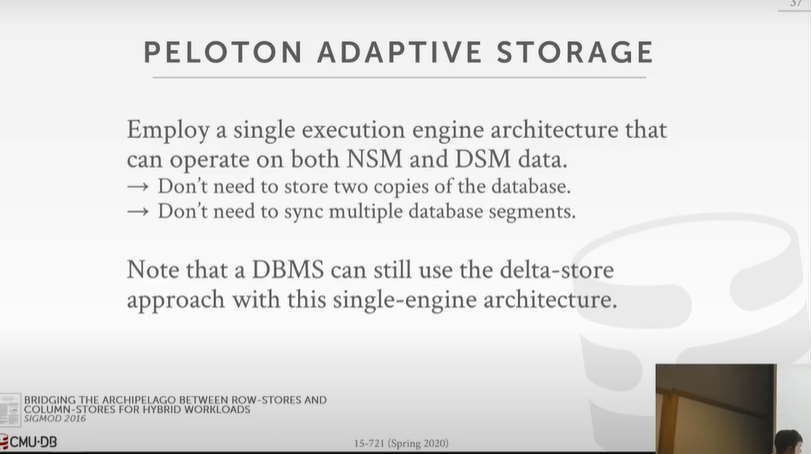 37
PELOTON ADAPTIVE STORAGE
Employ a single execution engine architecture that
can operate on both NSM and DSM data.
→ Don't need to store two copies of the database.
→ Don't need to sync multiple database segments.
Note that a DBMS can still use the delta-store
approach with this single-engine architecture.
BRIDGING THE ARCHIPELAGO BETWEEN ROW-STORES AND
COLUMN-STORES FOR HYBRID WORKLOADS
SIGMOD 2016
CMU·DB
15-721 (Spring 2020)